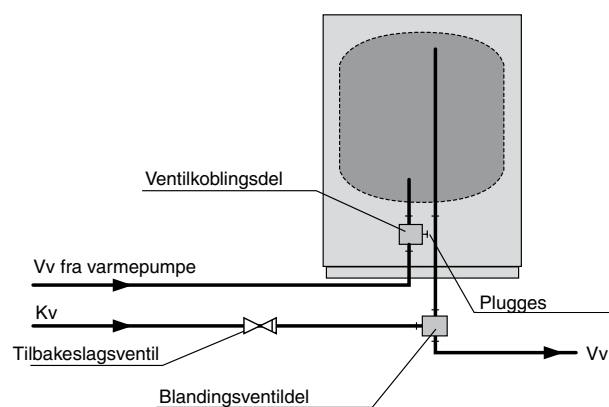 Ventilkoblingsdel
Vv fra varmepumpe
Plugges
Kv
Tilbakeslagsventil
Vv
Blandingsventildel